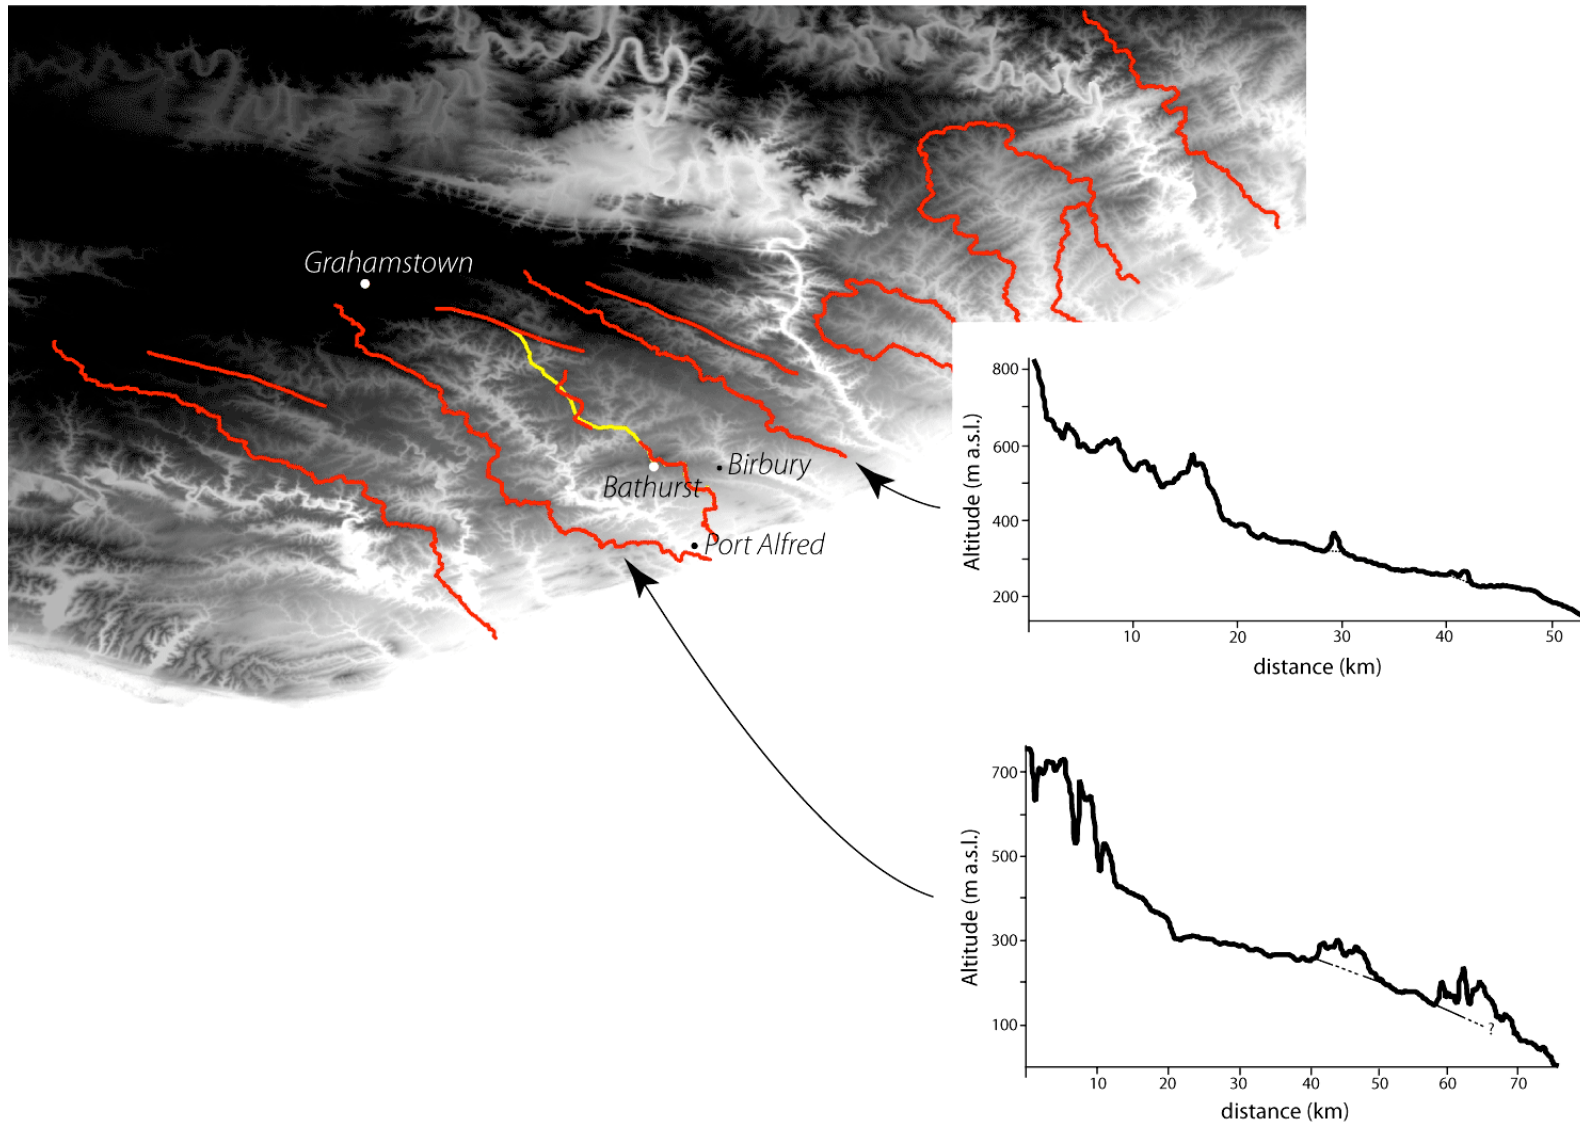 Grahamstown
Birbury
Bathurst
Port Alfred
Altitude (m a.s.l.)
800
600
400
200
10 20 30 40 50
distance (km)
Altitude (m a.s.l.)
700
500
300
100
?
10 20 30 40 50 60 70
distance (km)